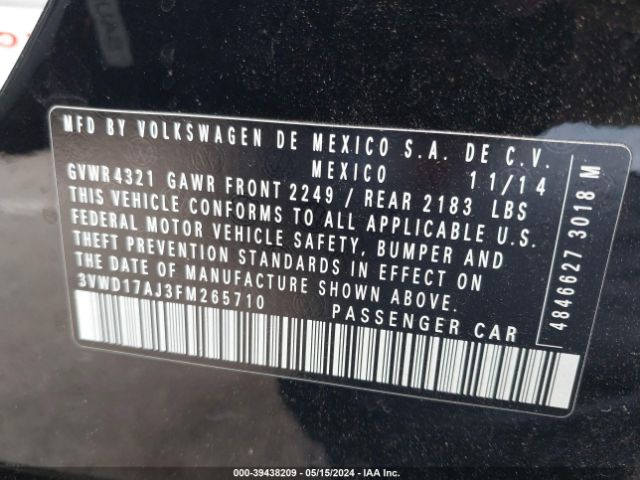 MFD BY VOLKSWAGEN DE MEXICO S.A. DE C.V.
MEXICO 11/14
GVWR 4321 GAWR FRONT 2249 / REAR 2183 LBS
THIS VEHICLE CONFORMS TO ALL APPLICABLE U.S.
FEDERAL MOTOR VEHICLE SAFETY, BUMPER AND
THEFT PREVENTION STANDARDS IN EFFECT ON
THE DATE OF MANUFACTURE SHOWN ABOVE.
3VWD17AJ3FM265710 PASSENGER CAR
4846627 3018 M
000-39438209 - 05/15/2024 - IAA Inc.